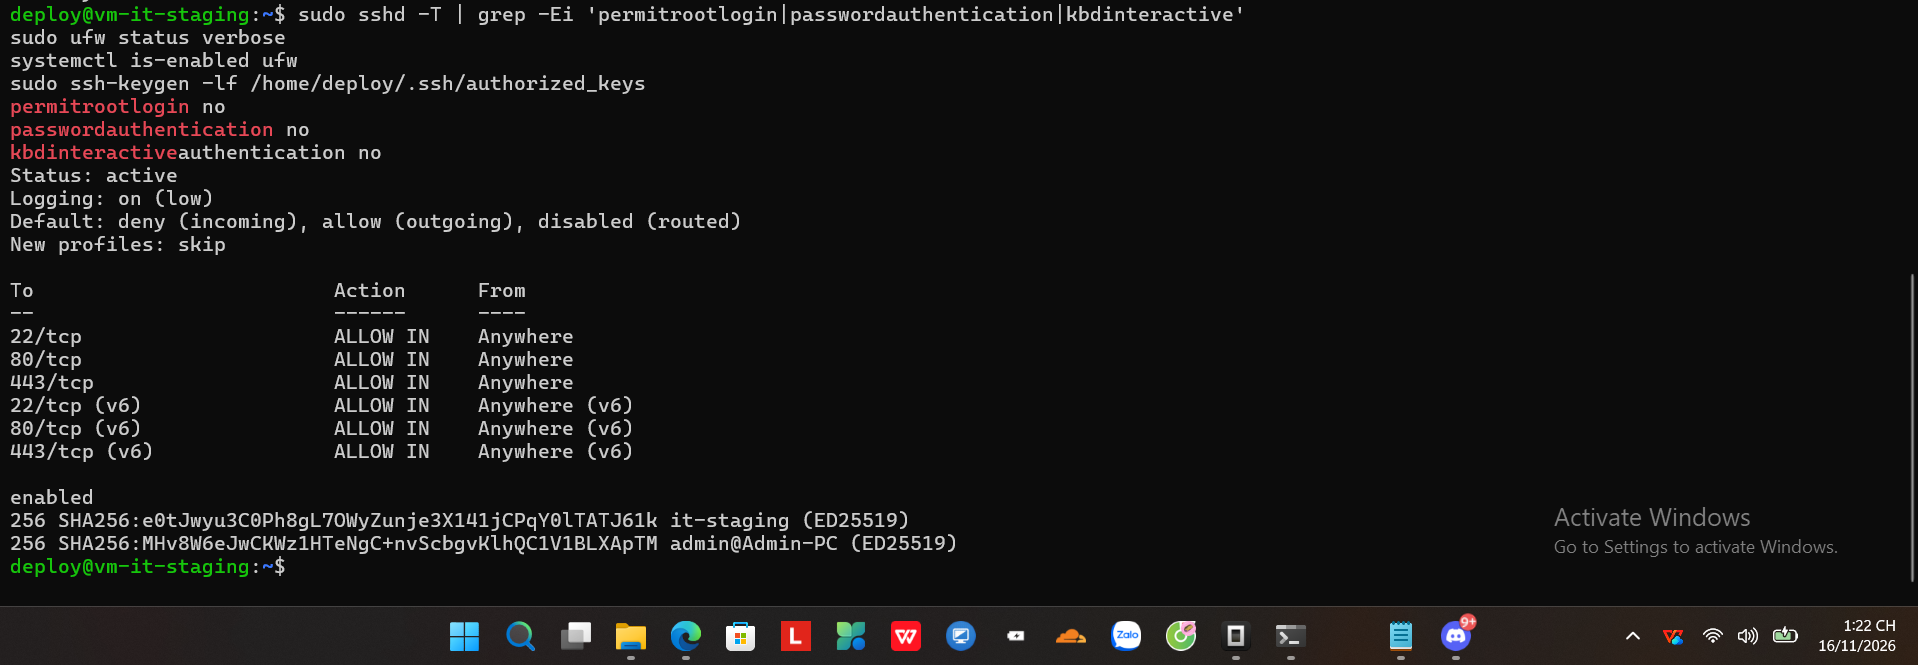 deploy@vm-it-staging:~$ sudo sshd -T | grep -Ei 'permitrootlogin|passwordauthentication|kbdinteractive'
sudo ufw status verbose
systemctl is-enabled ufw
sudo ssh-keygen -lf /home/deploy/.ssh/authorized_keys
permitrootlogin no
passwordauthentication no
kbdinteractiveauthentication no
Status: active
Logging: on (low)
Default: deny (incoming), allow (outgoing), disabled (routed)
New profiles: skip
To Action From
-- ------ ----
22/tcp ALLOW IN Anywhere
80/tcp ALLOW IN Anywhere
443/tcp ALLOW IN Anywhere
22/tcp (v6) ALLOW IN Anywhere (v6)
80/tcp (v6) ALLOW IN Anywhere (v6)
443/tcp (v6) ALLOW IN Anywhere (v6)
enabled
256 SHA256:e0tJwyu3C0Ph8gL7OWyZunje3X141jCPqY0lTATJ61k it-staging (ED25519)
256 SHA256:MHv8W6eJwCKWz1HTeNgC+nvScbgvKlhQC1V1BLXApTM admin@Admin-PC (ED25519)
deploy@vm-it-staging:~$
Activate Windows
Go to Settings to activate Windows.
L
Zalo
9+
1:22 CH
16/11/2026